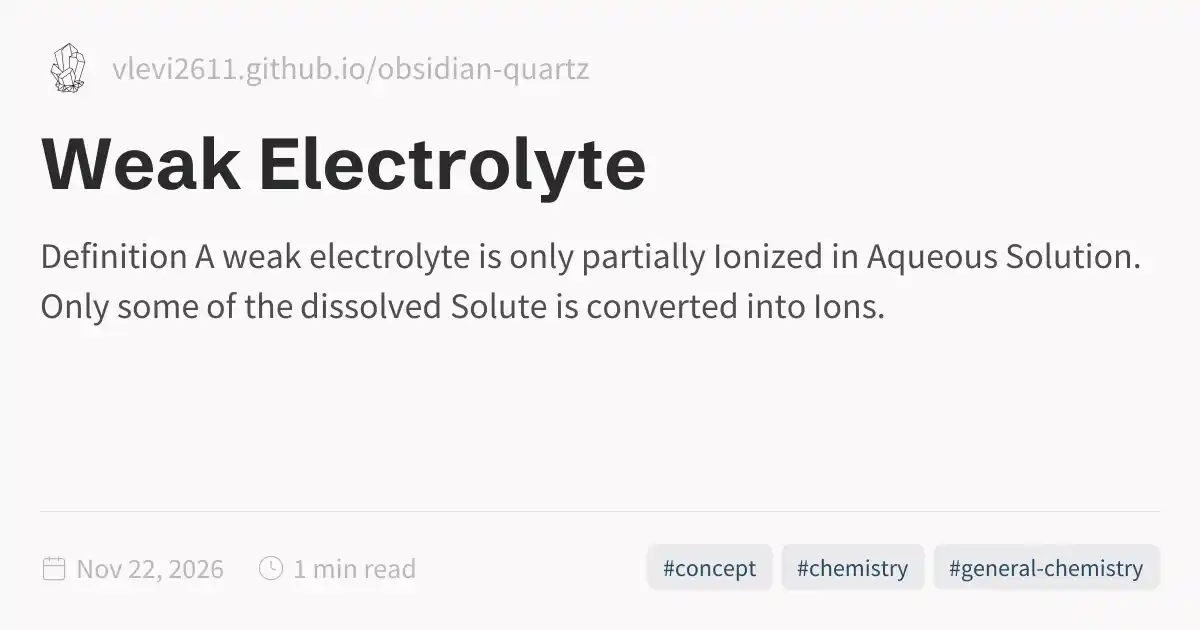 vlevi2611.github.io/obsidian-quartz
Weak Electrolyte
Definition A weak electrolyte is only partially Ionized in Aqueous Solution.
Only some of the dissolved Solute is converted into Ions.
Nov 22, 2026 1 min read #concept #chemistry #general-chemistry